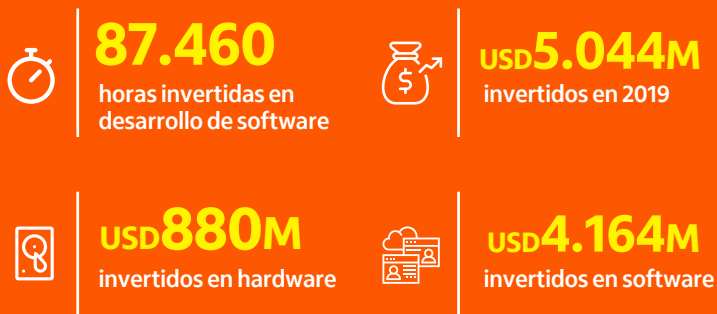 87.460
horas invertidas en
desarrollo de software
USD5.044M
invertidos en 2019
USD880M
invertidos en hardware
USD4.164M
invertidos en software